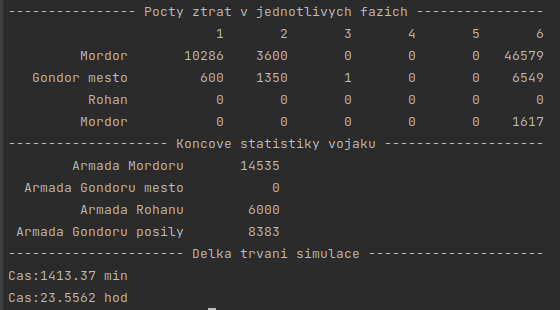 ---------------- Pocty ztrat v jednotlivych fazich ----------------
1 2 3 4 5 6
Mordor 10286 3600 0 0 0 46579
Gondor mesto 600 1350 1 0 0 6549
Rohan 0 0 0 0 0 0
Mordor 0 0 0 0 0 1617
-------------------- Koncove statistiky vojaku --------------------
Armada Mordoru 14535
Armada Gondoru mesto 0
Armada Rohanu 6000
Armada Gondoru posily 8383
---------------------- Delka trvani simulace ----------------------
Cas:1413.37 min
Cas:23.5562 hod